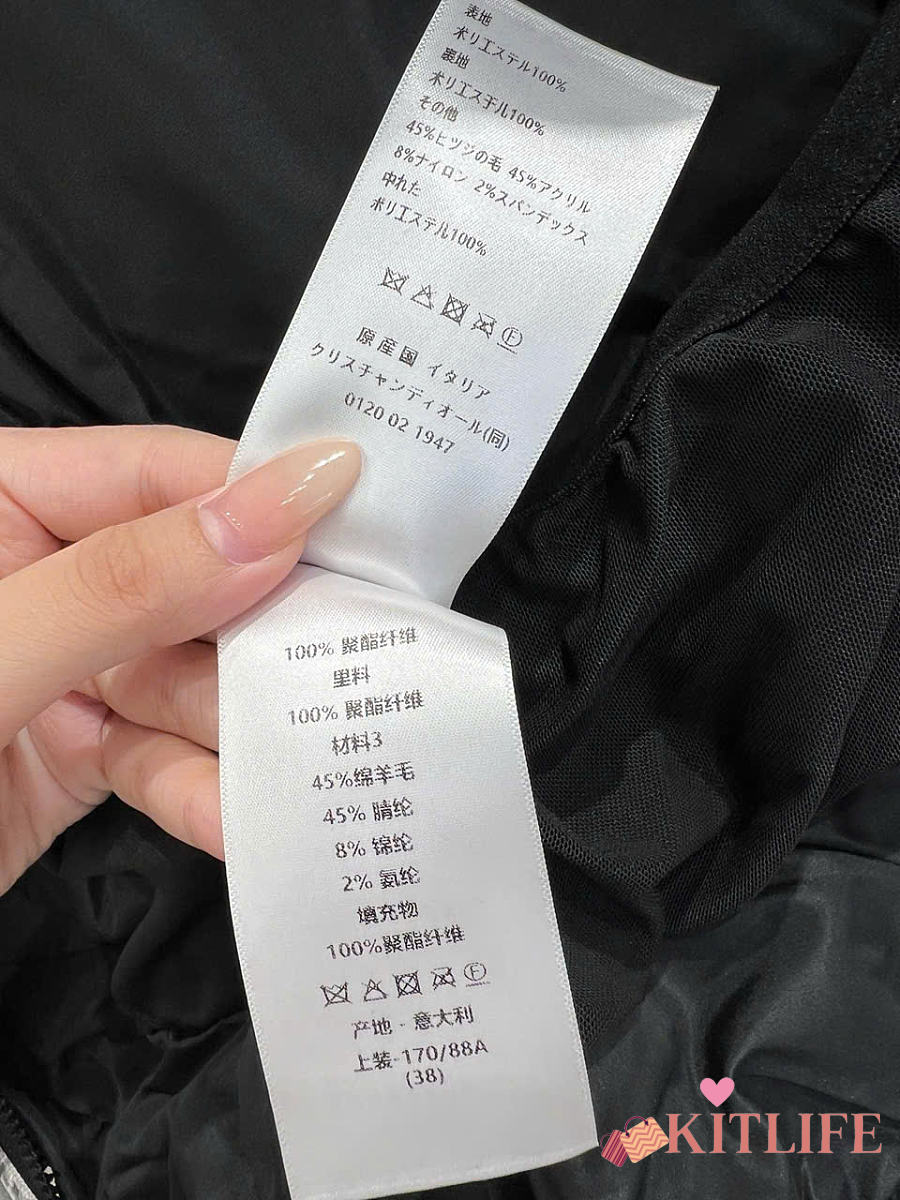 表地
ポリエステル100%
裏地
ポリエステル100%
その他
45%ヒツジの毛 45%アクリル
8%ナイロン 2%スパンデックス
中れた
ポリエステル100%
F
原産国 イタリア
クリスチャンディオール(同)
0120 02 1947
100% 聚酯纤维
里料
100% 聚酯纤维
材料3
45%绵羊毛
45% 腈纶
8% 锦纶
2% 氨纶
填充物
100%聚酯纤维
F
产地 - 意大利
上装-170/88A
(38)
KITLIFE